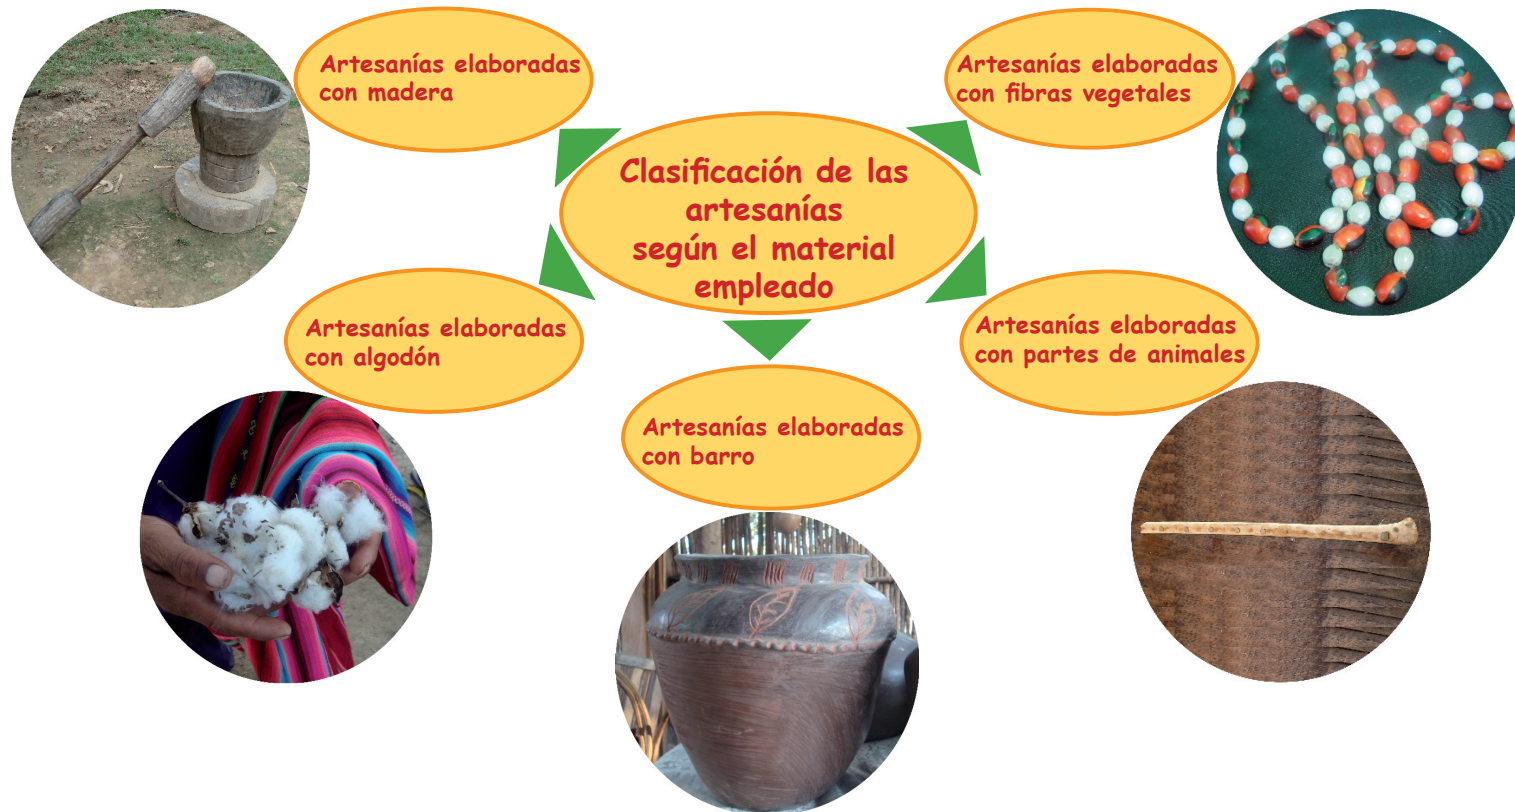 Artesanías elaboradas
con madera
Artesanías elaboradas
con fibras vegetales
Clasificación de las
artesanías
según el material
empleado
Artesanías elaboradas
con algodón
Artesanías elaboradas
con partes de animales
Artesanías elaboradas
con barro